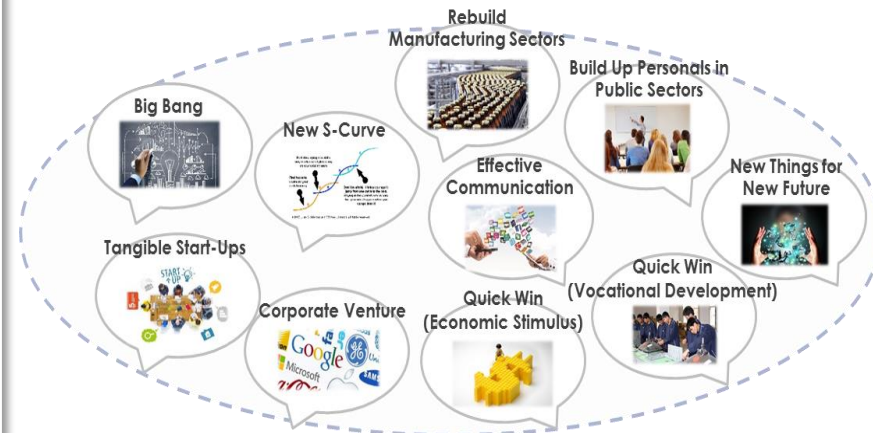 Rebuild
Manufacturing Sectors
Build Up Personals in
Public Sectors
Big Bang
New S-Curve
Effective
Communication
New Things for
New Future
Tangible Start-Ups
START
UP
Quick Win
(Vocational Development)
Corporate Venture
Quick Win
(Economic Stimulus)
Google
Microsoft
SAMSUNG